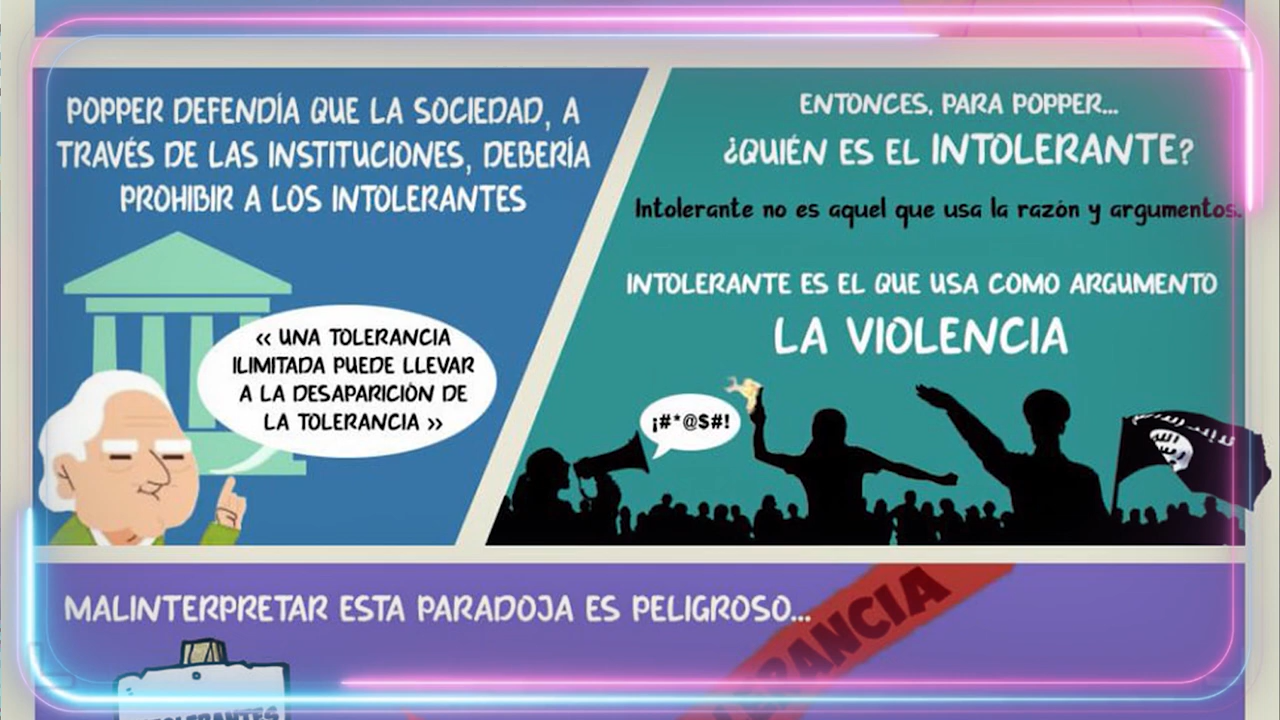 POPPER DEFENDÍA QUE LA SOCIEDAD, A
TRAVÉS DE LAS INSTITUCIONES, DEBERÍA
PROHIBIR A LOS INTOLERANTES
« UNA TOLERANCIA
ILIMITADA PUEDE LLEVAR
A LA DESAPARICIÓN DE
LA TOLERANCIA »
ENTONCES, PARA POPPER...
¿QUIÉN ES EL INTOLERANTE?
Intolerante no es aquel que usa la razón y argumentos.
INTOLERANTE ES EL QUE USA COMO ARGUMENTO
LA VIOLENCIA
¡#*@$#!
MALINTERPRETAR ESTA PARADOJA ES PELIGROSO...